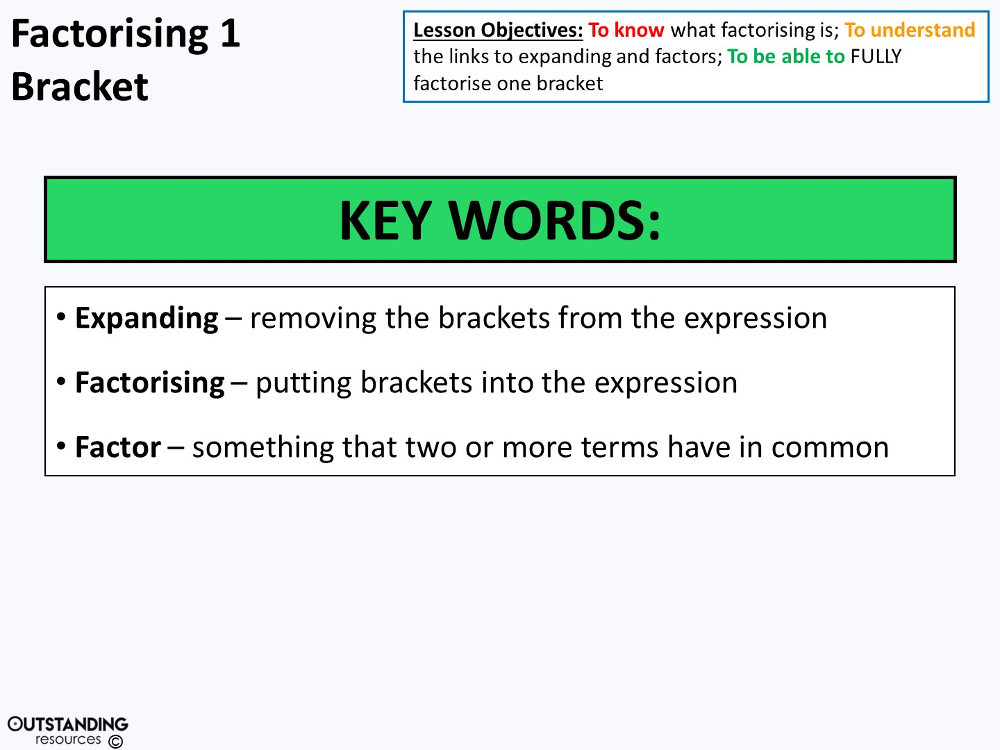 Factorising 1
Bracket
Lesson Objectives: To know what factorising is; To understand
the links to expanding and factors; To be able to FULLY
factorise one bracket
KEY WORDS:
• Expanding – removing the brackets from the expression
• Factorising – putting brackets into the expression
• Factor – something that two or more terms have in common
OUTSTANDING
resources ©